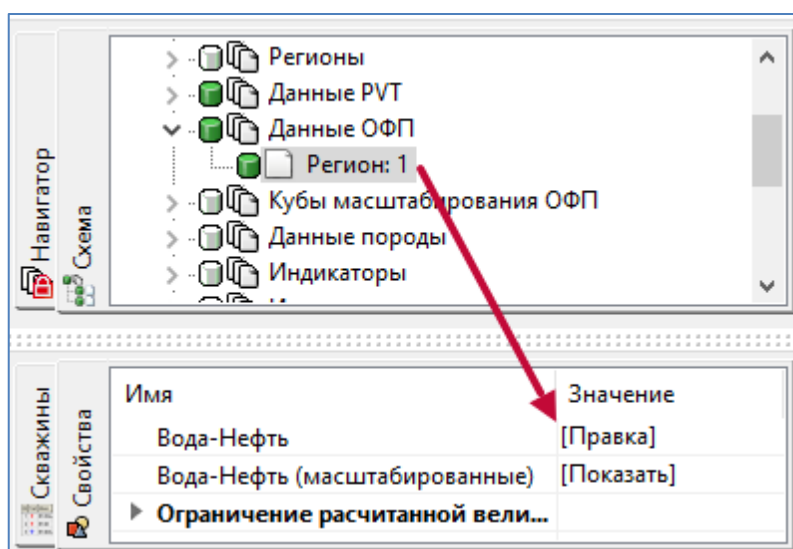 Навигатор
Схема
Регионы
Данные PVT
Данные ОФП
Регион: 1
Кубы масштабирования ОФП
Данные породы
Индикаторы
Скважины
Свойства
Имя Значение
Вода-Нефть [Правка]
Вода-Нефть (масштабированные) [Показать]
Ограничение расчитанной вели...